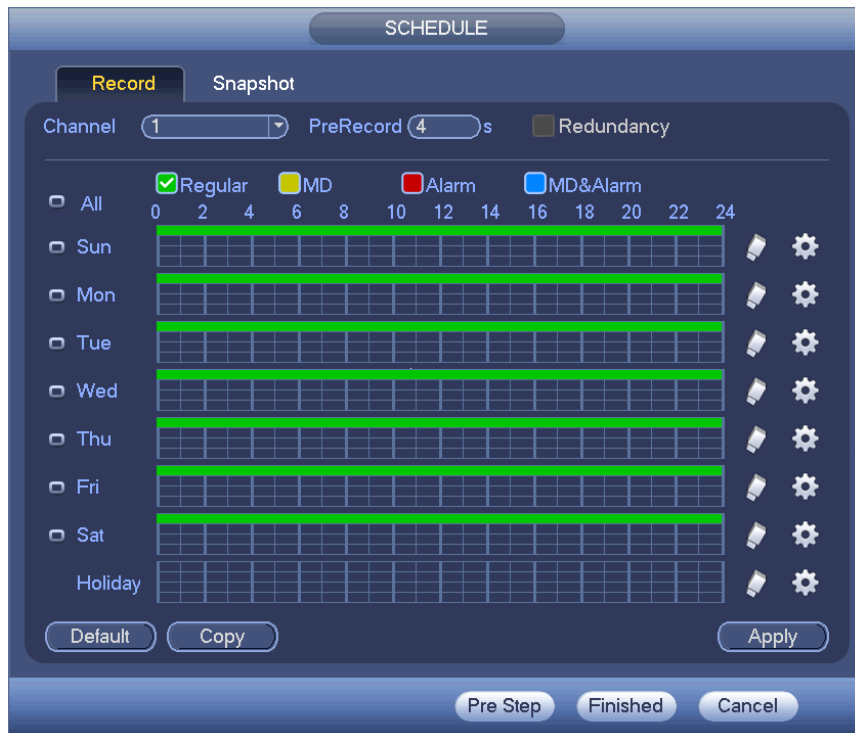 SCHEDULE
Record Snapshot
Channel 1 PreRecord 4 s Redundancy
Regular MD Alarm MD&Alarm
All 0 2 4 6 8 10 12 14 16 18 20 22 24
Sun
Mon
Tue
Wed
Thu
Fri
Sat
Holiday
Default Copy Apply
Pre Step Finished Cancel